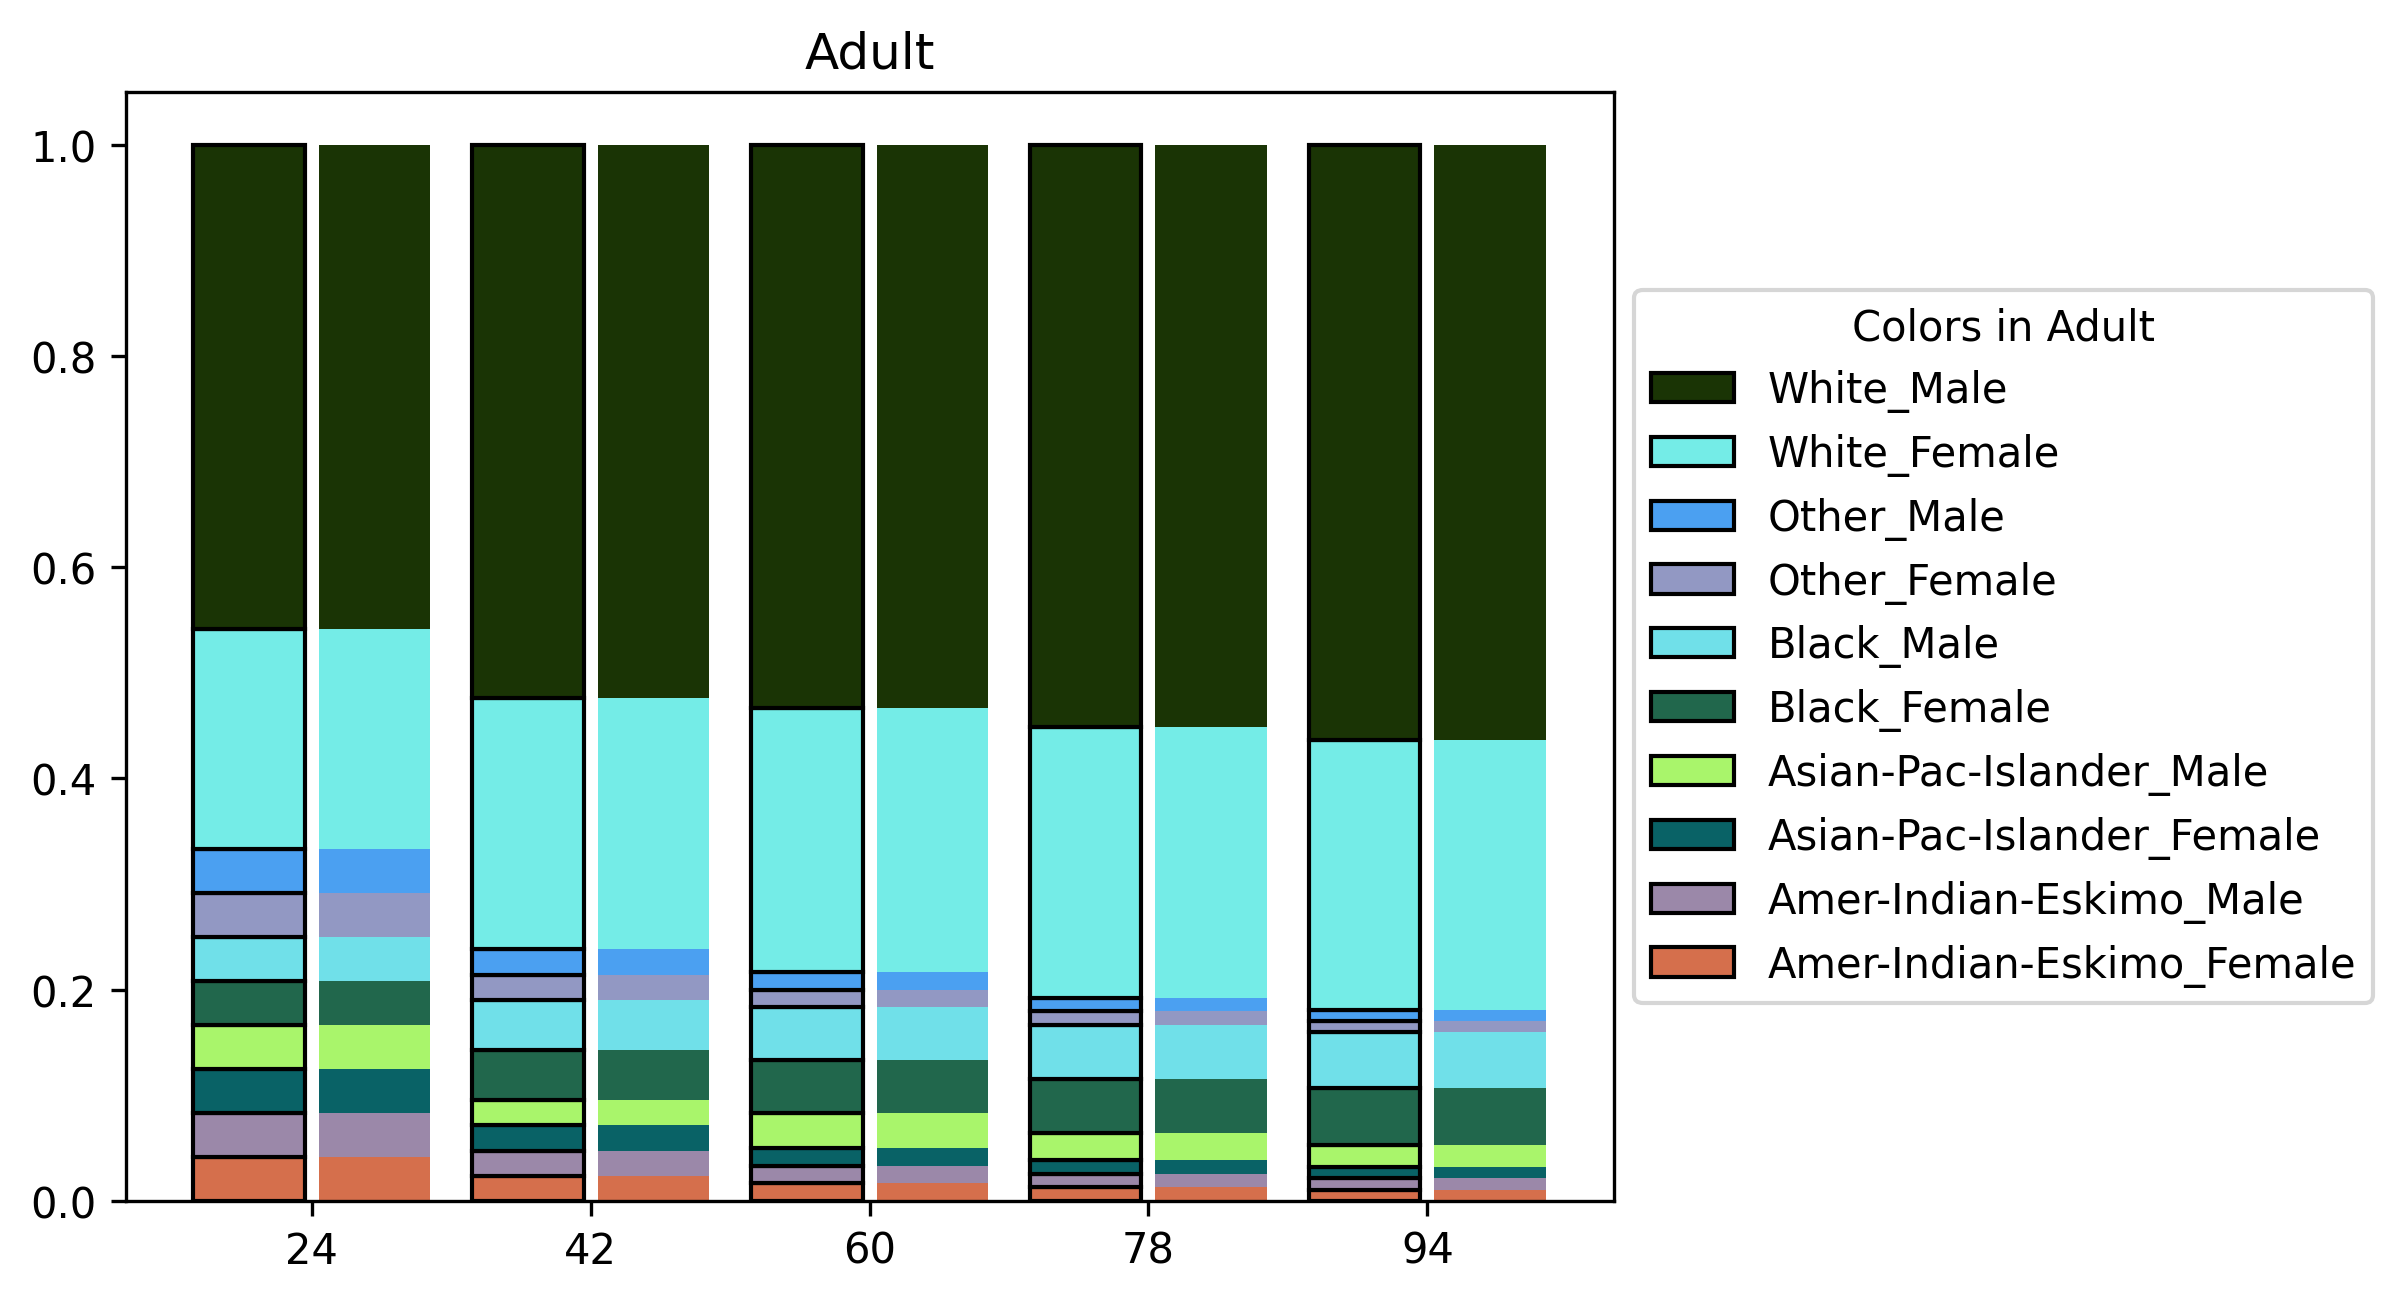 Adult
1.0
0.8
0.6
0.4
0.2
0.0
24 42 60 78 94
Colors in Adult
White_Male
White_Female
Other_Male
Other_Female
Black_Male
Black_Female
Asian-Pac-Islander_Male
Asian-Pac-Islander_Female
Amer-Indian-Eskimo_Male
Amer-Indian-Eskimo_Female